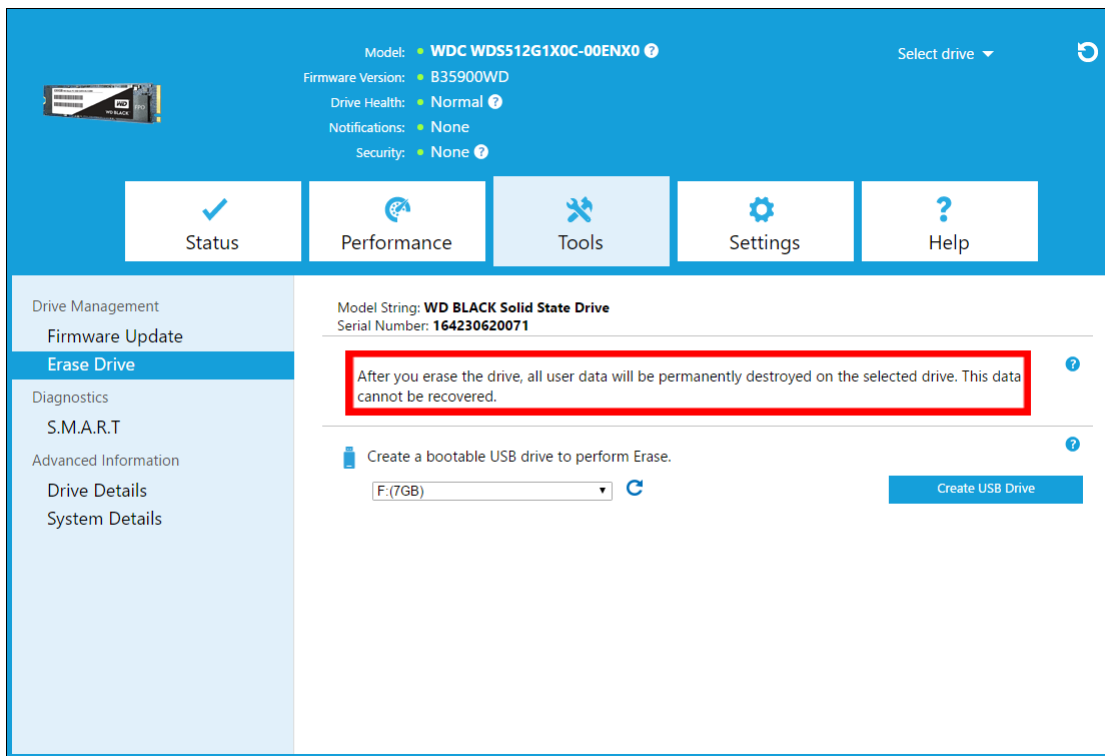 Model: WDC WDS512G1X0C-00ENX0 ?
Select drive
Firmware Version: B35900WD
Drive Health: Normal ?
Notifications: None
Security: None ?
WD
WD BLACK
Status
Performance
Tools
Settings
? Help
Drive Management
Firmware Update
Erase Drive
Diagnostics
S.M.A.R.T
Advanced Information
Drive Details
System Details
Model String: WD BLACK Solid State Drive
Serial Number: 164230620071
After you erase the drive, all user data will be permanently destroyed on the selected drive. This data
cannot be recovered.
?
Create a bootable USB drive to perform Erase.
?
F:(7GB)
Create USB Drive